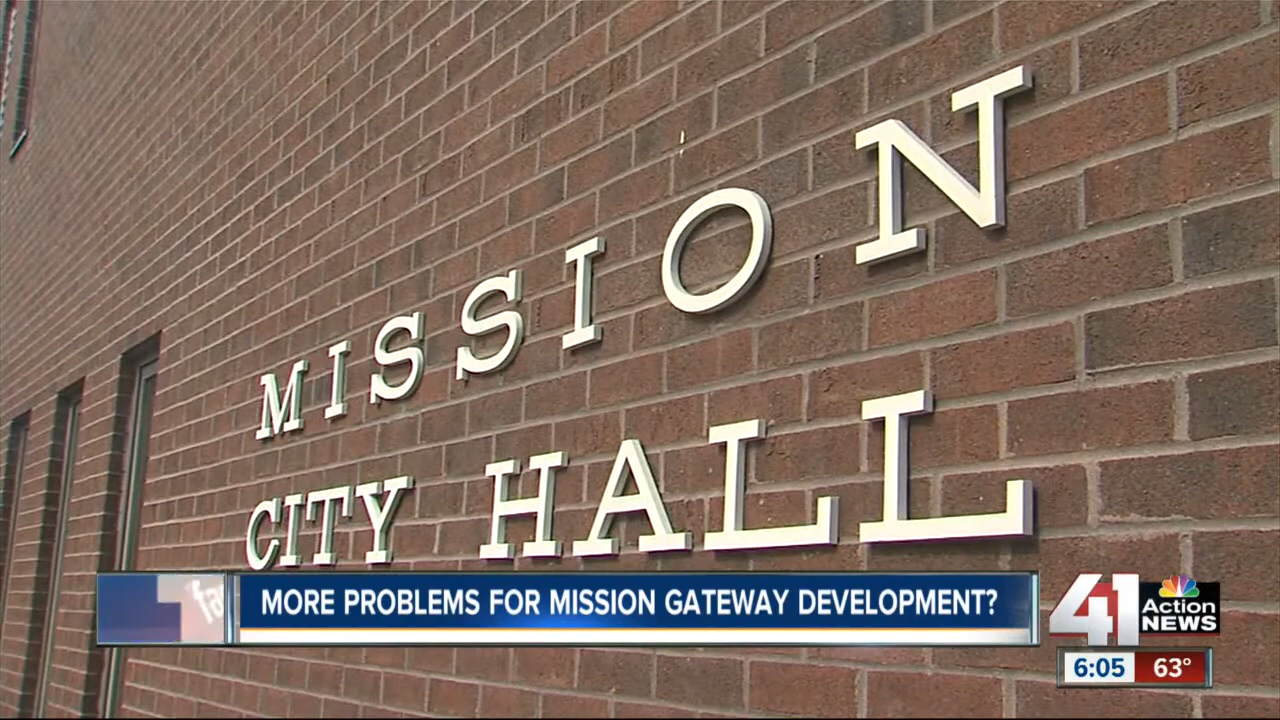 MISSION
CITY HALL
MORE PROBLEMS FOR MISSION GATEWAY DEVELOPMENT?
41 Action
NEWS
6:05 63°